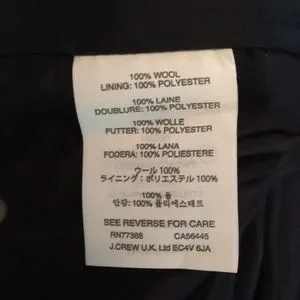 100% WOOL
LINING: 100% POLYESTER
100% LAINE
DOUBLURE: 100% POLYESTER
100% WOLLE
FUTTER: 100% POLYESTER
100% LANA
FODERA: 100% POLIESTERE
ウール 100%
ライニング：ポリエステル 100%
100% 울
안감: 100% 폴리에스테르
SEE REVERSE FOR CARE
RN77388 CA56445
J.CREW U.K. Ltd EC4V 6JA